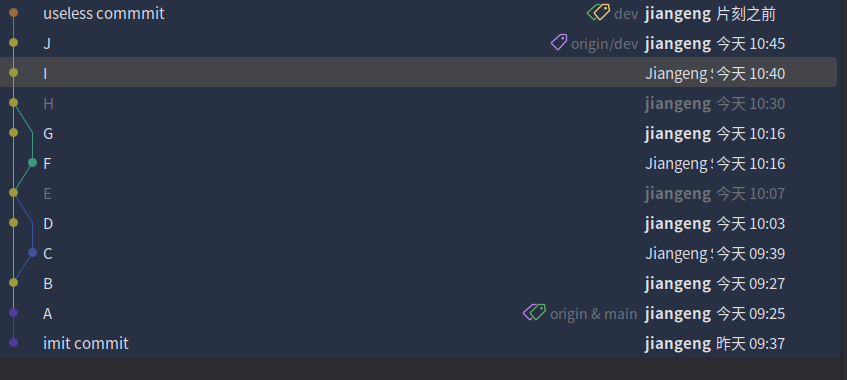 useless commmit dev jiangeng 片刻之前
J origin/dev jiangeng 今天 10:45
I Jiangeng 今天 10:40
H jiangeng 今天 10:30
G jiangeng 今天 10:16
F Jiangeng 今天 10:16
E jiangeng 今天 10:07
D jiangeng 今天 10:03
C Jiangeng 今天 09:39
B jiangeng 今天 09:27
A origin & main jiangeng 今天 09:25
imit commit jiangeng 昨天 09:37